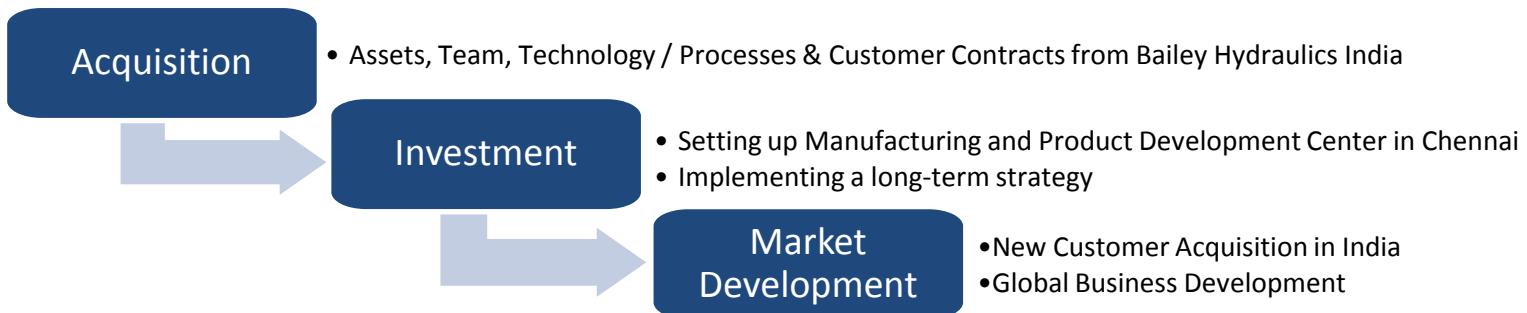 Acquisition
• Assets, Team, Technology / Processes & Customer Contracts from Bailey Hydraulics India
Investment
• Setting up Manufacturing and Product Development Center in Chennai
• Implementing a long-term strategy
Market
Development
•New Customer Acquisition in India
•Global Business Development